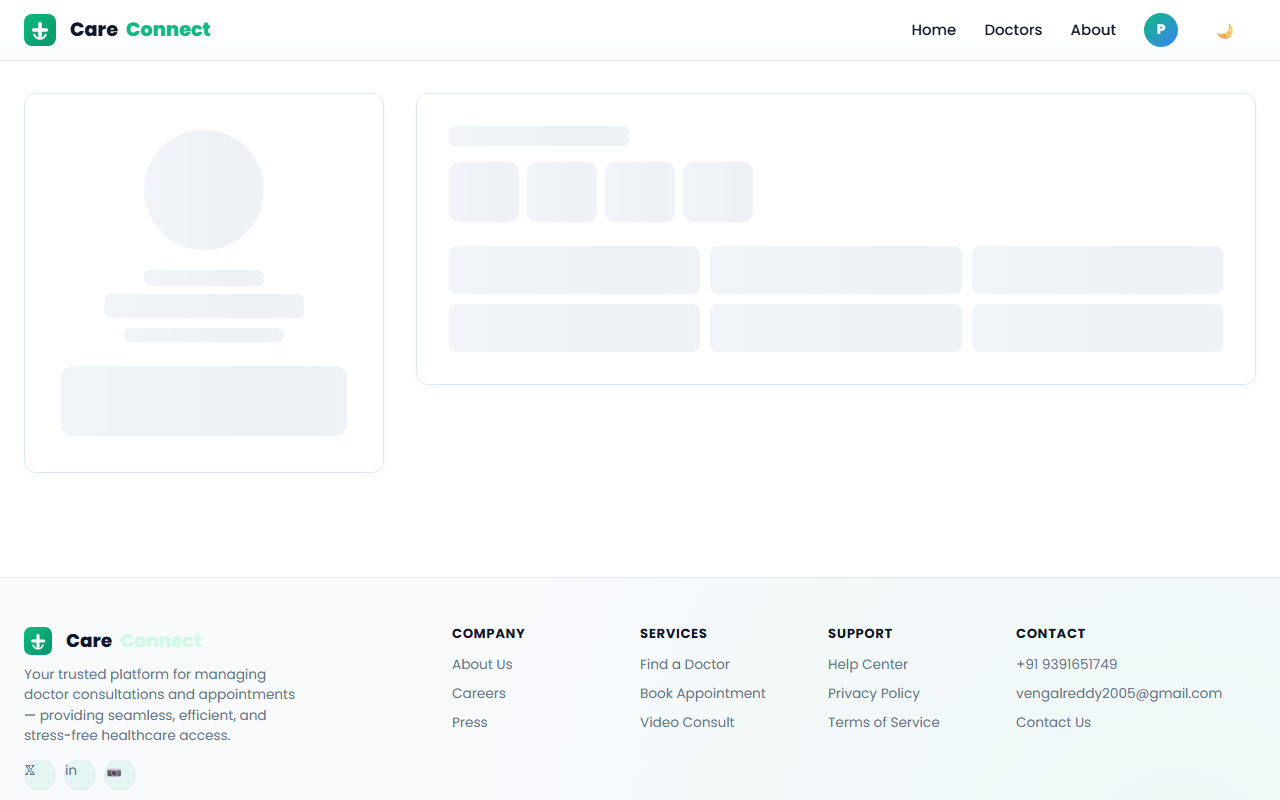 Care Connect
Home
Doctors
About
P
Care Connect
Your trusted platform for managing
doctor consultations and appointments
— providing seamless, efficient, and
stress-free healthcare access.
𝕏
in
COMPANY
About Us
Careers
Press
SERVICES
Find a Doctor
Book Appointment
Video Consult
SUPPORT
Help Center
Privacy Policy
Terms of Service
CONTACT
+91 9391651749
vengalreddy2005@gmail.com
Contact Us